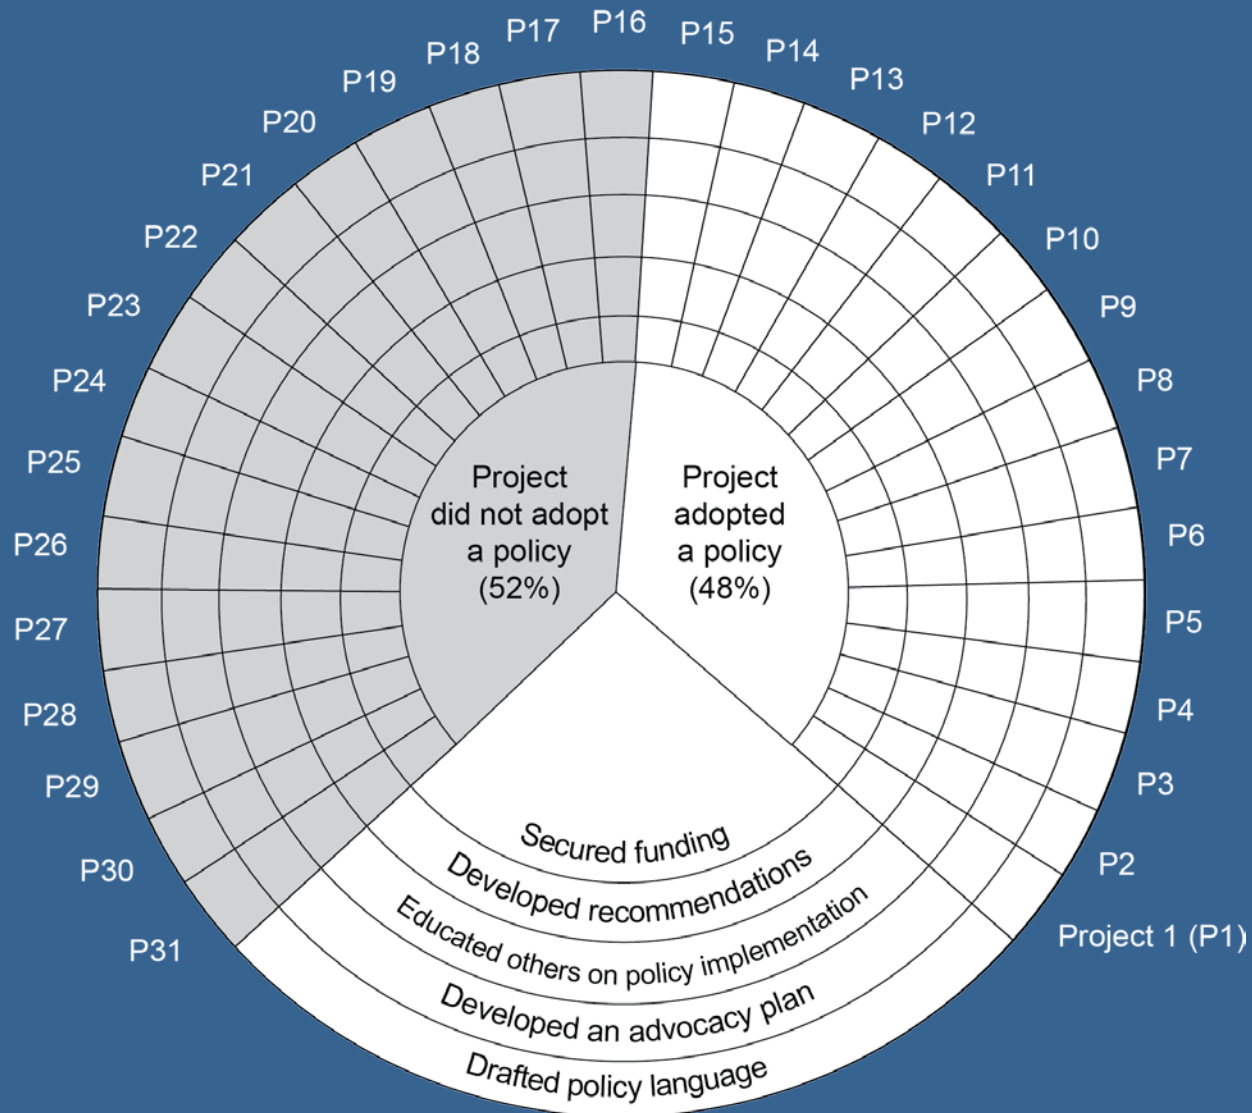 P16
P17
P15
P18
P14
P19
P13
P20
P12
P21
P11
P22
P10
P23
P9
P24
P8
P25
P7
P26
P6
P27
P5
P28
P4
P29
P3
P30
P2
P31
Project 1 (P1)
Project
did not adopt
a policy
(52%)
Project
adopted
a policy
(48%)
Secured funding
Developed recommendations
Educated others on policy implementation
Developed an advocacy plan
Drafted policy language